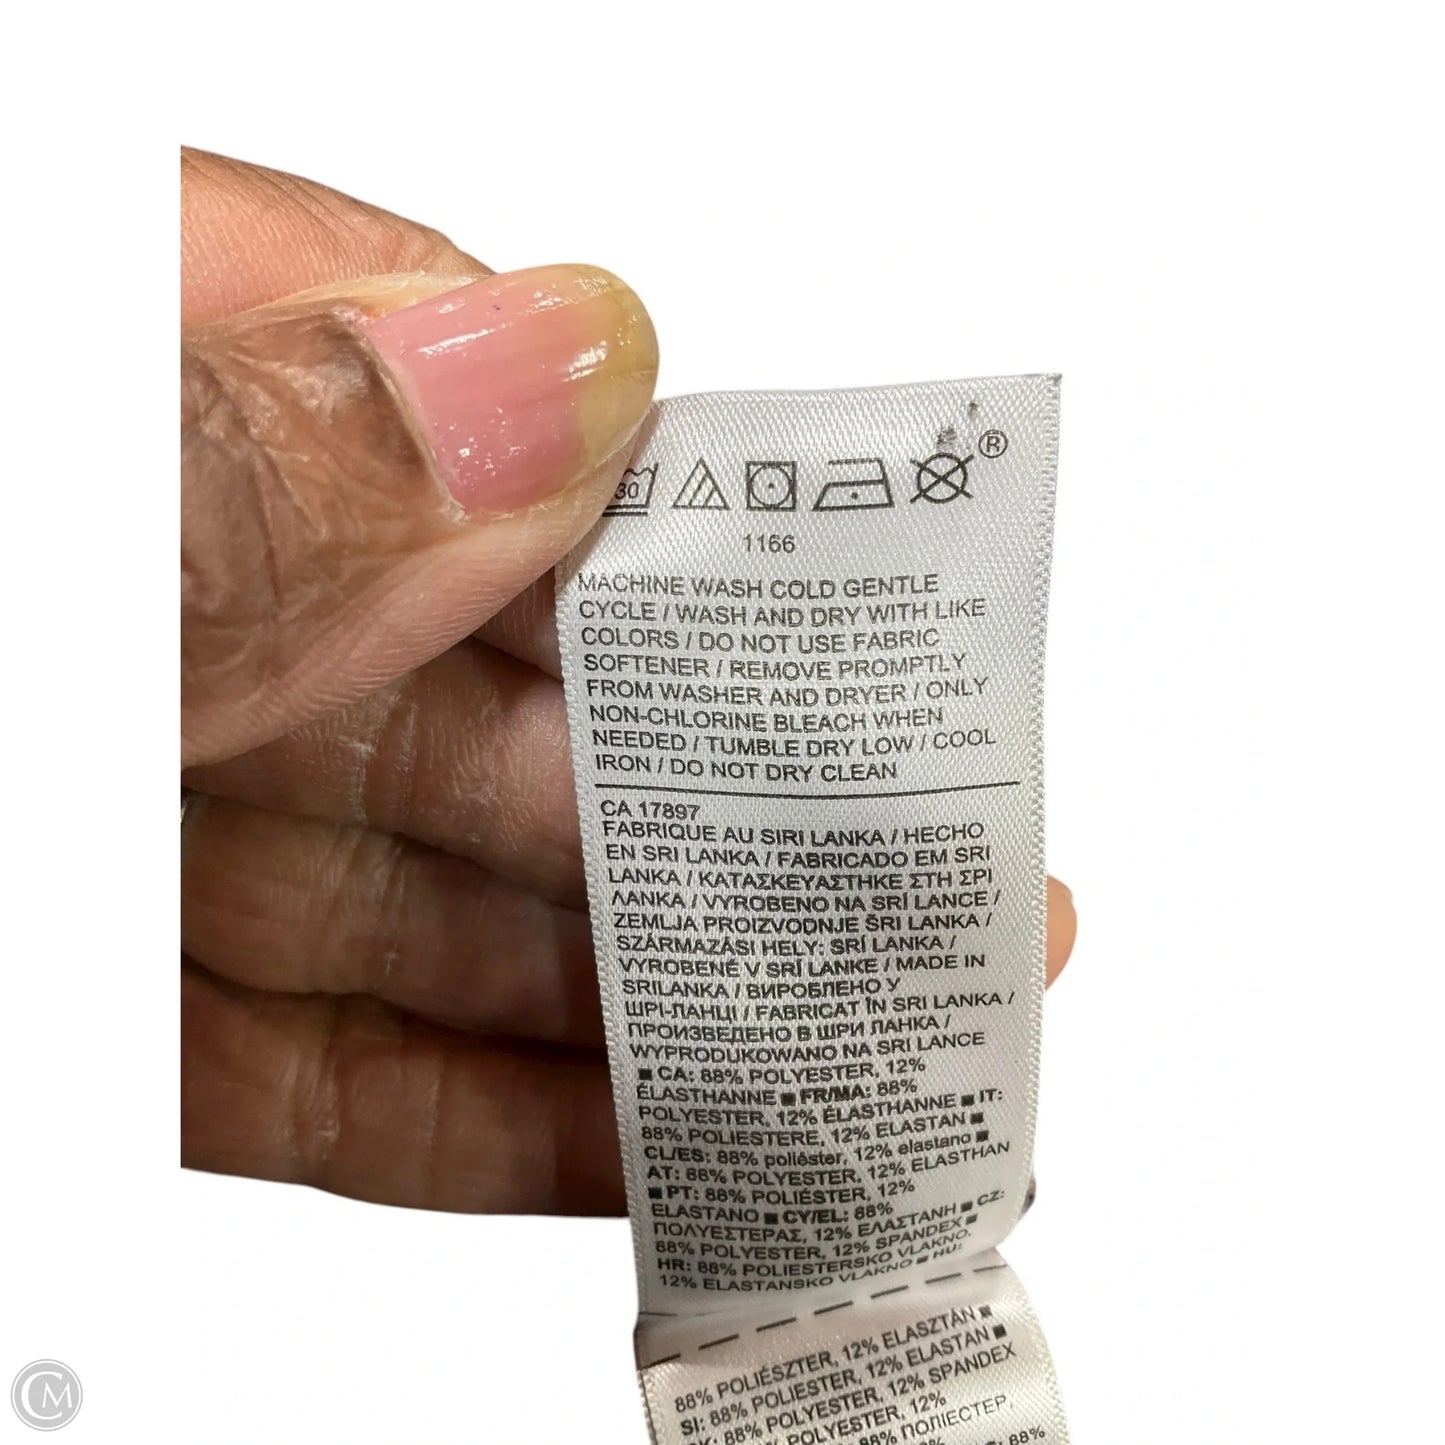 30
®
1166
MACHINE WASH COLD GENTLE
CYCLE / WASH AND DRY WITH LIKE
COLORS / DO NOT USE FABRIC
SOFTENER / REMOVE PROMPTLY
FROM WASHER AND DRYER / ONLY
NON-CHLORINE BLEACH WHEN
NEEDED / TUMBLE DRY LOW / COOL
IRON / DO NOT DRY CLEAN
CA 17897
FABRIQUE AU SIRI LANKA / HECHO
EN SRI LANKA / FABRICADO EM SRI
LANKA / ΚΑΤΑΣΚΕΥΑΣΤΗΚΕ ΣΤΗ ΣΡΙ
ΛΑΝΚΑ / VYROBENO NA SRÍ LANCE /
ZEMLJA PROIZVODNJE ŠRI LANKA /
SZÁRMAZÁSI HELY: SRÍ LANKA /
VYROBENÉ V SRÍ LANKE / MADE IN
SRILANKA / ВИРОБЛЕНО У
ШРІ-ЛАНЦІ / FABRICAT ÎN SRI LANKA /
ПРОИЗВЕДЕНО В ШРИ ЛАНКА /
WYPRODUKOWANO NA SRI LANCE
■ CA: 88% POLYESTER, 12%
ÉLASTHANNE ■ FR/MA: 88%
POLYESTER, 12% ÉLASTHANNE ■ IT:
88% POLIESTERE, 12% ELASTAN ■
CL/ES: 88% poliéster, 12% elastano ■
AT: 88% POLYESTER, 12% ELASTHAN
■ PT: 88% POLIÉSTER, 12%
ELASTANO ■ CY/EL: 88%
ΠΟΛΥΕΣΤΕΡΑΣ, 12% ΕΛΑΣΤΑΝΗ ■ CZ:
88% POLYESTER, 12% SPANDEX ■
HR: 88% POLIESTERSKO VLAKNO,
12% ELASTANSKO VLAKNO ■ HU:
88% POLIÉSZTER, 12% ELASZTÁN ■
SI: 88% POLIESTER, 12% ELASTAN ■
88% POLYESTER, 12% SPANDEX
POLYESTER, 12%
88% ПОЛІЕСТЕР,
88%
CM